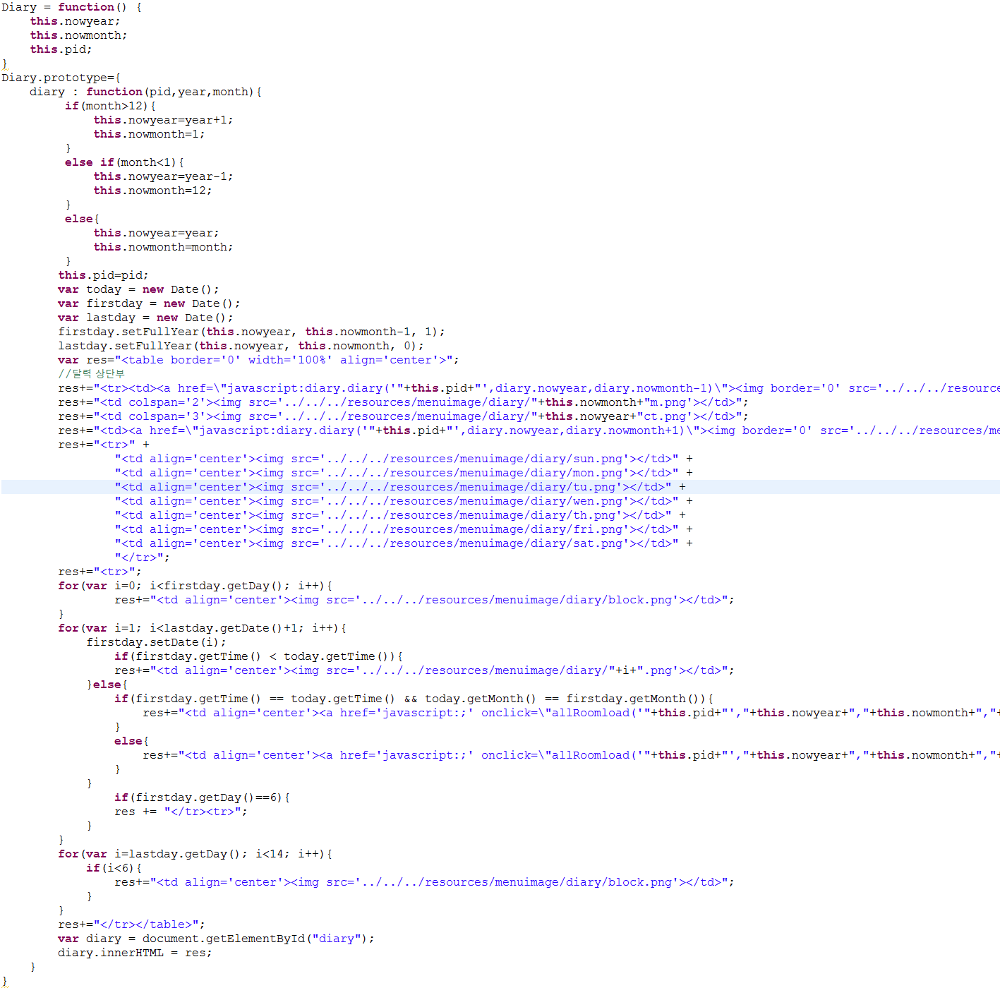 Diary = function() {
    this.nowyear;
    this.nowmonth;
    this.pid;
}
Diary.prototype={
    diary : function(pid,year,month){
         if(month>12){
             this.nowyear=year+1;
             this.nowmonth=1;
         }
         else if(month<1){
             this.nowyear=year-1;
             this.nowmonth=12;
         }
         else{
             this.nowyear=year;
             this.nowmonth=month;
         }
        this.pid=pid;
        var today = new Date();
        var firstday = new Date();
        var lastday = new Date();
        firstday.setFullYear(this.nowyear, this.nowmonth-1, 1);
        lastday.setFullYear(this.nowyear, this.nowmonth, 0);
        var res="<table border='0' width='100%' align='center'>";
        //달력 상단부
        res+="<tr><td><a href=\"javascript:diary.diary('"+this.pid+"',diary.nowyear,diary.nowmonth-1)\"><img border='0' src='../../../resource
        res+="<td colspan='2'><img src='../../../resources/menuimage/diary/"+this.nowmonth+"m.png'></td>";
        res+="<td colspan='3'><img src='../../../resources/menuimage/diary/"+this.nowyear+"ct.png'></td>";
        res+="<td><a href=\"javascript:diary.diary('"+this.pid+"',diary.nowyear,diary.nowmonth+1)\"><img border='0' src='../../../resources/me
        res+="<tr>" +
                "<td align='center'><img src='../../../resources/menuimage/diary/sun.png'></td>" +
                "<td align='center'><img src='../../../resources/menuimage/diary/mon.png'></td>" +
                "<td align='center'><img src='../../../resources/menuimage/diary/tu.png'></td>" +
                "<td align='center'><img src='../../../resources/menuimage/diary/wen.png'></td>" +
                "<td align='center'><img src='../../../resources/menuimage/diary/th.png'></td>" +
                "<td align='center'><img src='../../../resources/menuimage/diary/fri.png'></td>" +
                "<td align='center'><img src='../../../resources/menuimage/diary/sat.png'></td>" +
                "</tr>";
        res+="<tr>";
        for(var i=0; i<firstday.getDay(); i++){
                res+="<td align='center'><img src='../../../resources/menuimage/diary/block.png'></td>";
        }
        for(var i=1; i<lastday.getDate()+1; i++){
            firstday.setDate(i);
                if(firstday.getTime() < today.getTime()){
                res+="<td align='center'><img src='../../../resources/menuimage/diary/"+i+".png'></td>";
            }else{
                if(firstday.getTime() == today.getTime() && today.getMonth() == firstday.getMonth()){
                    res+="<td align='center'><a href='javascript:;' onclick=\"allRoomload('"+this.pid+"',"+this.nowyear+","+this.nowmonth+","+
                }
                else{
                    res+="<td align='center'><a href='javascript:;' onclick=\"allRoomload('"+this.pid+"',"+this.nowyear+","+this.nowmonth+","+
                }
            }
                if(firstday.getDay()==6){
                res += "</tr><tr>";
            }
        }
        for(var i=lastday.getDay(); i<14; i++){
            if(i<6){
                res+="<td align='center'><img src='../../../resources/menuimage/diary/block.png'></td>";
            }
        }
        res+="</tr></table>";
        var diary = document.getElementById("diary");
        diary.innerHTML = res;
    }
}